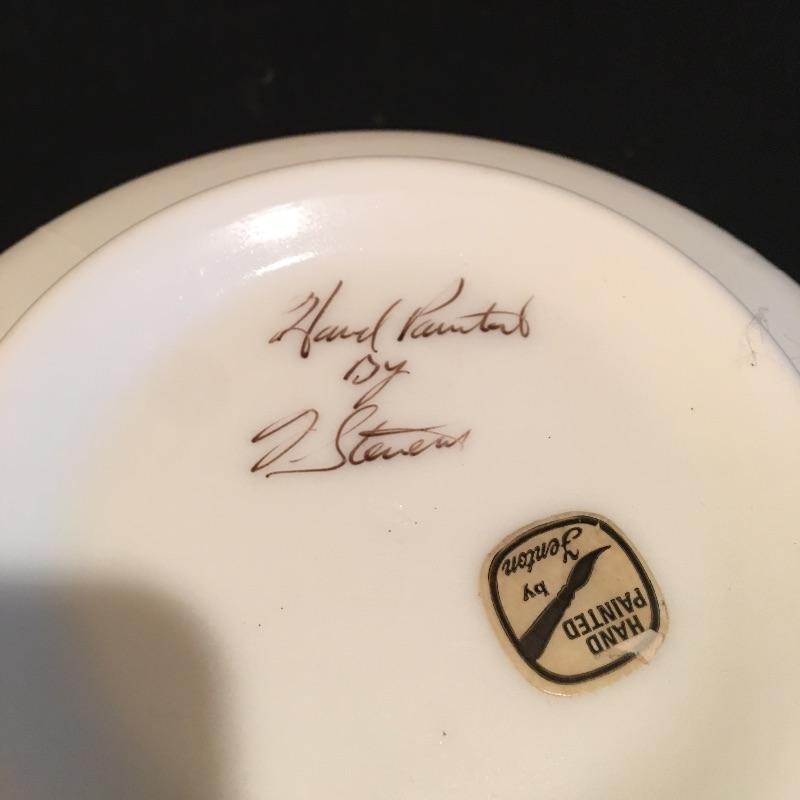 Hand Painted
By
J. Stevens
HAND
PAINTED
by
Fenton